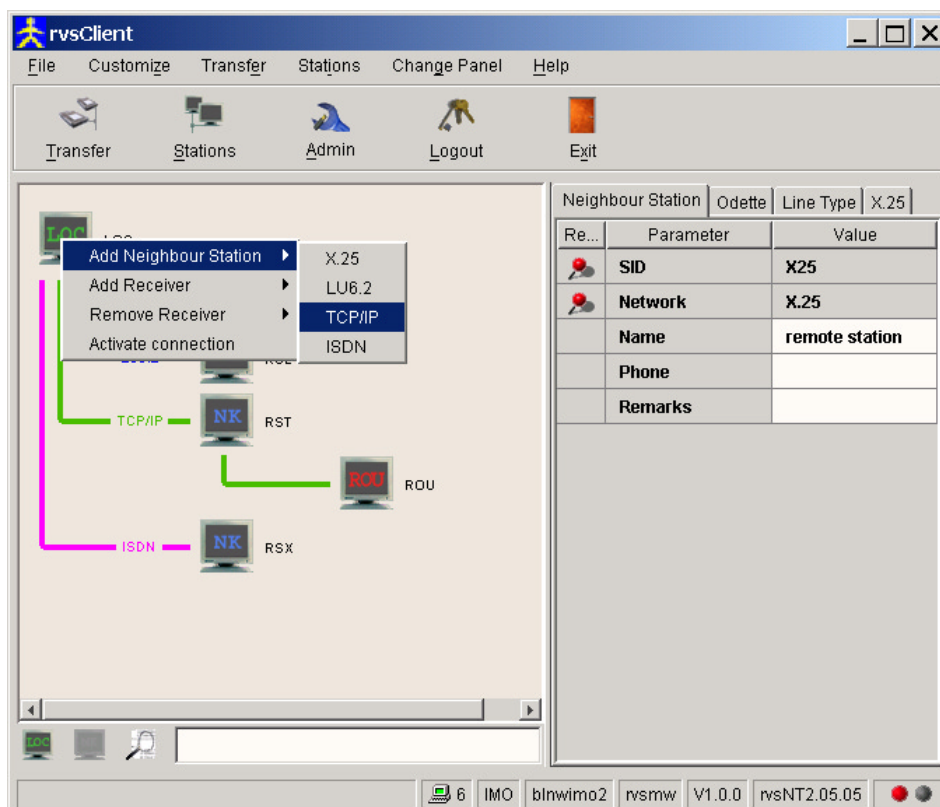 rvsClient
File Customize Transfer Stations Change Panel Help
Transfer Stations Admin Logout Exit
LOC
Add Neighbour Station
Add Receiver
Remove Receiver
Activate connection
X.25
LU6.2
TCP/IP
ISDN
TCP/IP NK RST
ROU ROU
ISDN NK RSX
LOC
Neighbour Station Odette Line Type X.25
Re... Parameter Value
SID X25
Network X.25
Name remote station
Phone
Remarks
6 IMO blnwimo2 rvsmw V1.0.0 rvsNT2.05.05